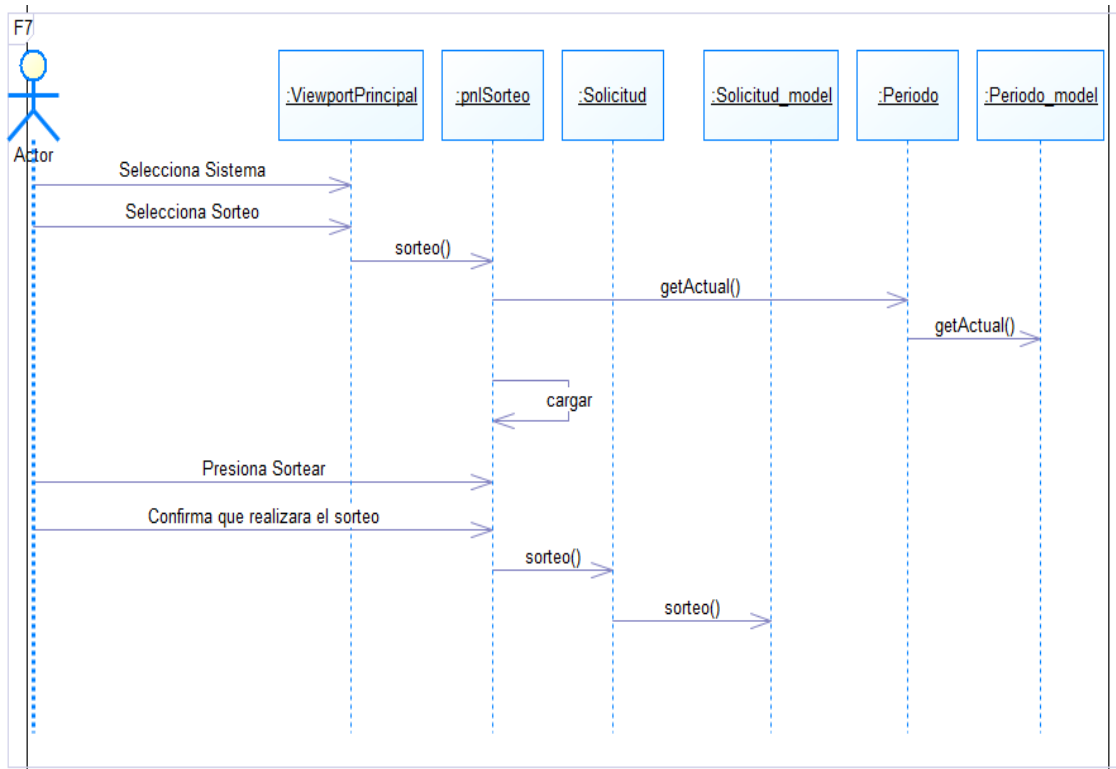 F7
:ViewportPrincipal
:pnlSorteo
:Solicitud
:Solicitud_model
:Periodo
:Periodo_model
Actor
Selecciona Sistema
Selecciona Sorteo
sorteo()
getActual()
getActual()
cargar
Presiona Sortear
Confirma que realizara el sorteo
sorteo()
sorteo()